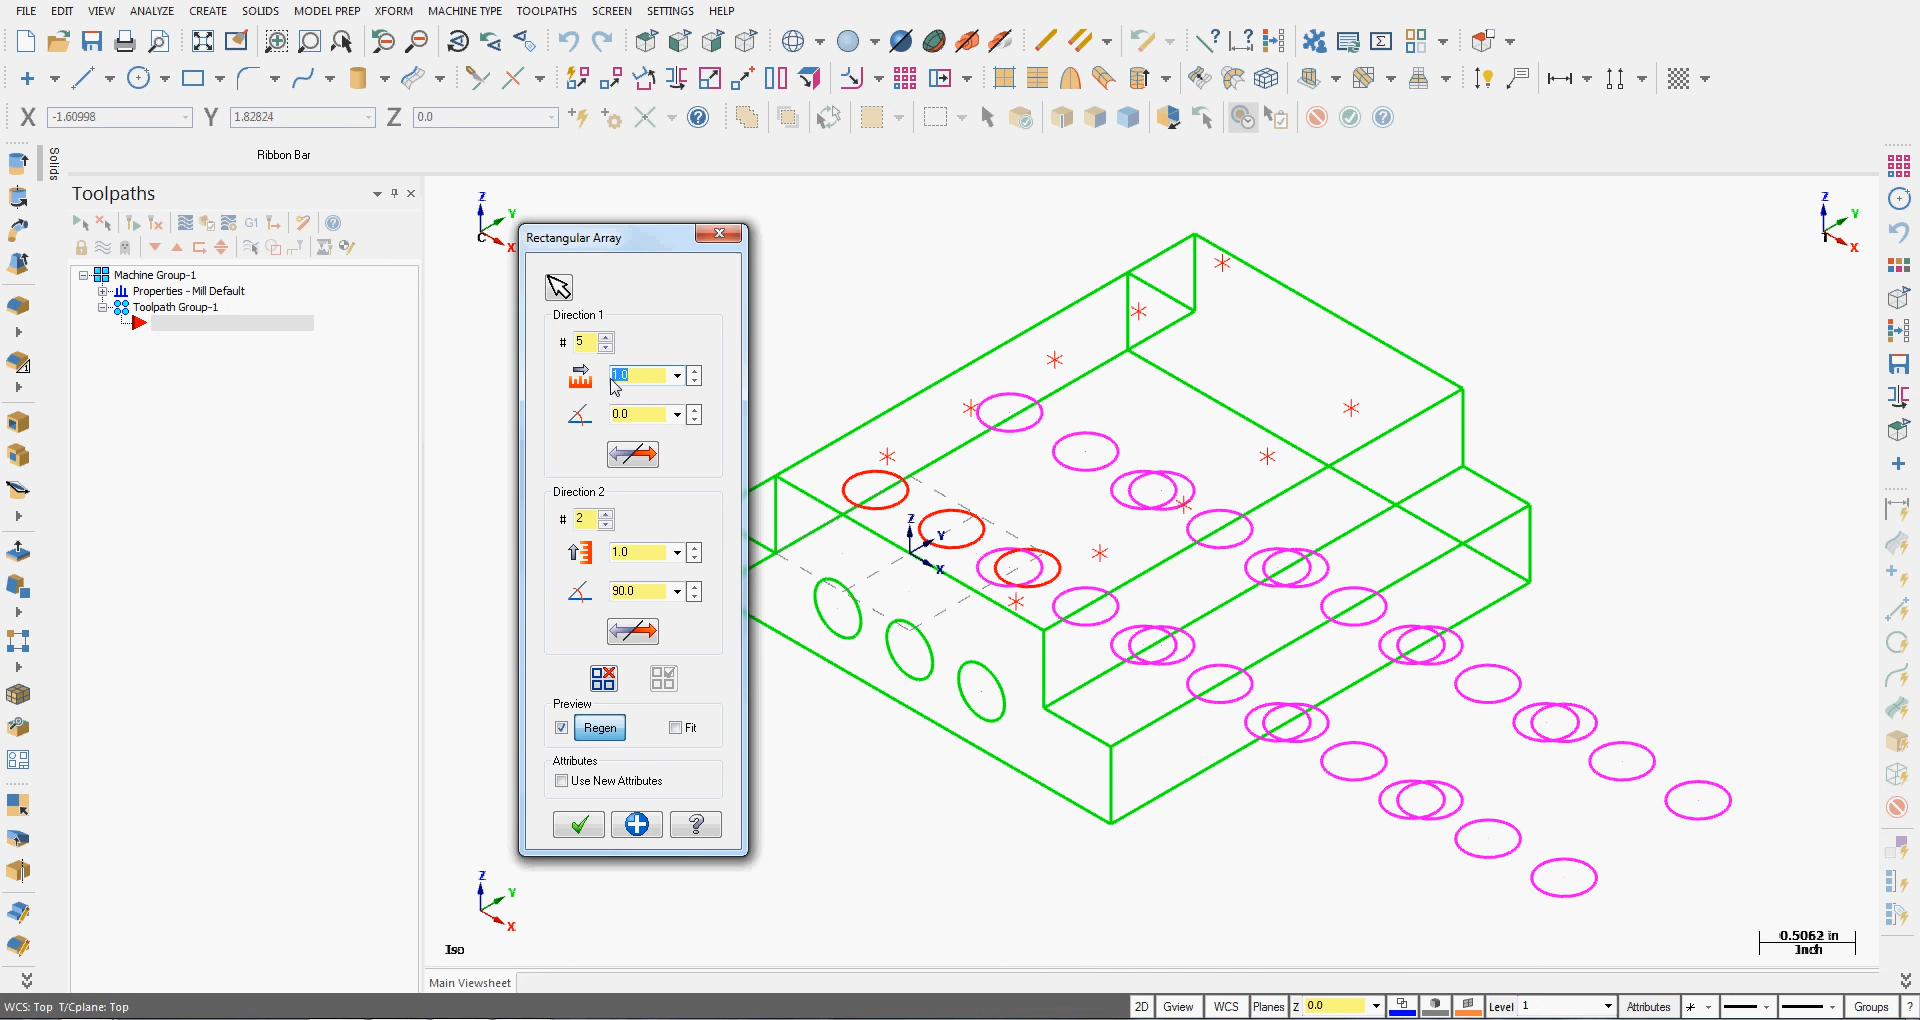 FILE EDIT VIEW ANALYZE CREATE SOLIDS MODEL PREP XFORM MACHINE TYPE TOOLPATHS SCREEN SETTINGS HELP
X -1.60998 Y 1.82824 Z 0.0
Solids
Ribbon Bar
Toolpaths
G1
Machine Group-1
Properties - Mill Default
Toolpath Group-1
Z
Y
X
C
Z
Y
X
T
Rectangular Array
Direction 1
# 5
1.0
0.0
Direction 2
# 2
1.0
90.0
Preview
Regen Fit
Attributes
Use New Attributes
Z
Y
X
Z
Y
X
Iso
0.5062 in
Inch
Main Viewsheet
WCS: Top T/Cplane: Top
2D Gview WCS Planes Z 0.0 Level 1 Attributes Groups ?